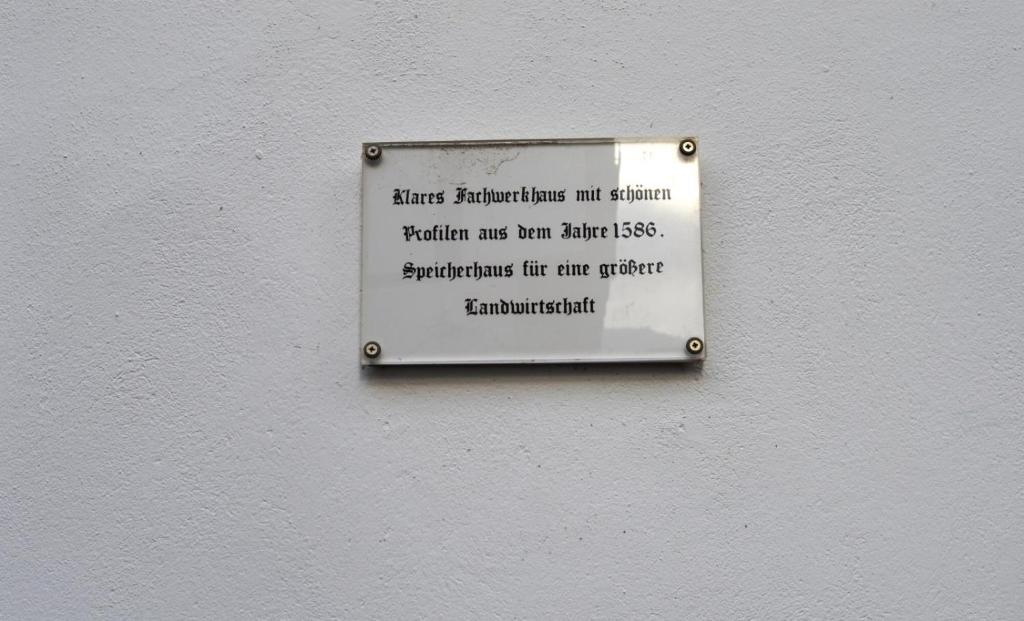 Klares Fachwerkhaus mit schönen
Profilen aus dem Jahre 1586.
Speicherhaus für eine größere
Landwirtschaft